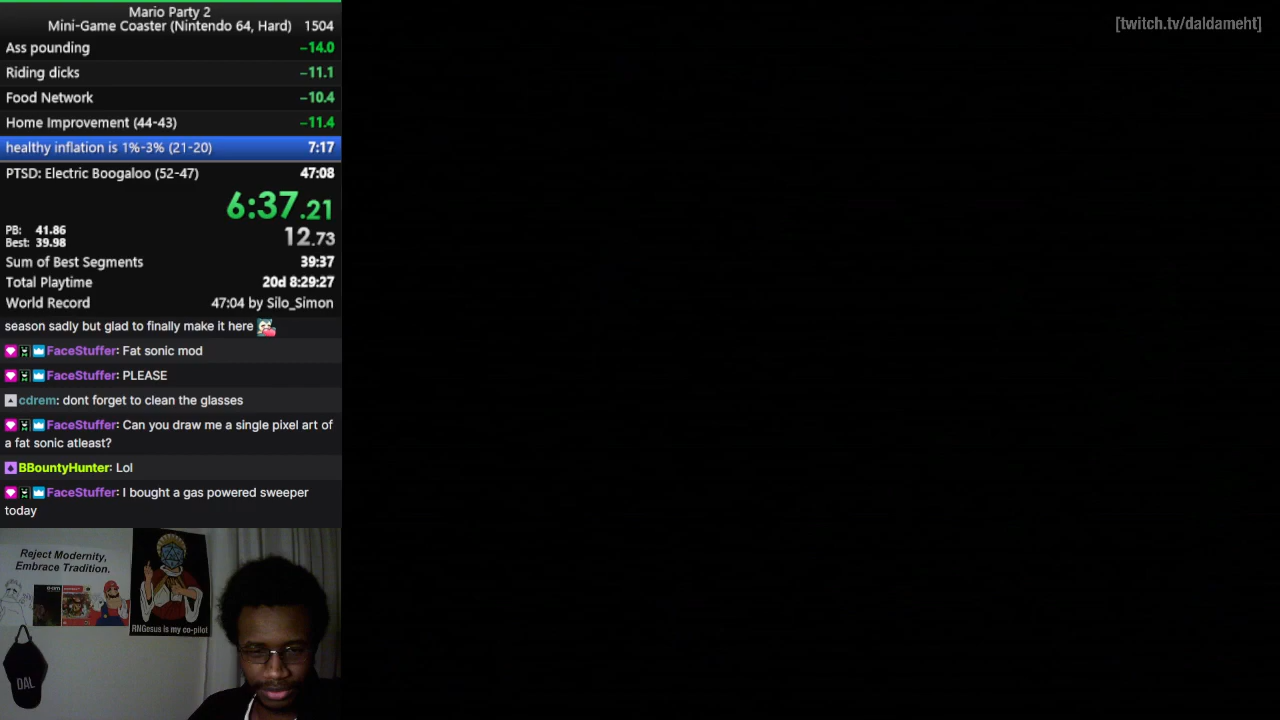 Mario Party 2
Mini-Game Coaster (Nintendo 64, Hard) 1504
Ass pounding −14.0
Riding dicks −11.1
Food Network −10.4
Home Improvement (44-43) −11.4
healthy inflation is 1%-3% (21-20) 7:17
PTSD: Electric Boogaloo (52-47) 47:08
6:37.21
PB: 41.86
Best: 39.98
12.73
Sum of Best Segments 39:37
Total Playtime 20d 8:29:27
World Record 47:04 by Silo_Simon
season sadly but glad to finally make it here
FaceStuffer: Fat sonic mod
FaceStuffer: PLEASE
cdrem: dont forget to clean the glasses
FaceStuffer: Can you draw me a single pixel art of
a fat sonic atleast?
BBountyHunter: Lol
FaceStuffer: I bought a gas powered sweeper
today
[twitch.tv/daldameht]
Reject Modernity,
Embrace Tradition.
RNGesus is my co-pilot
DAL